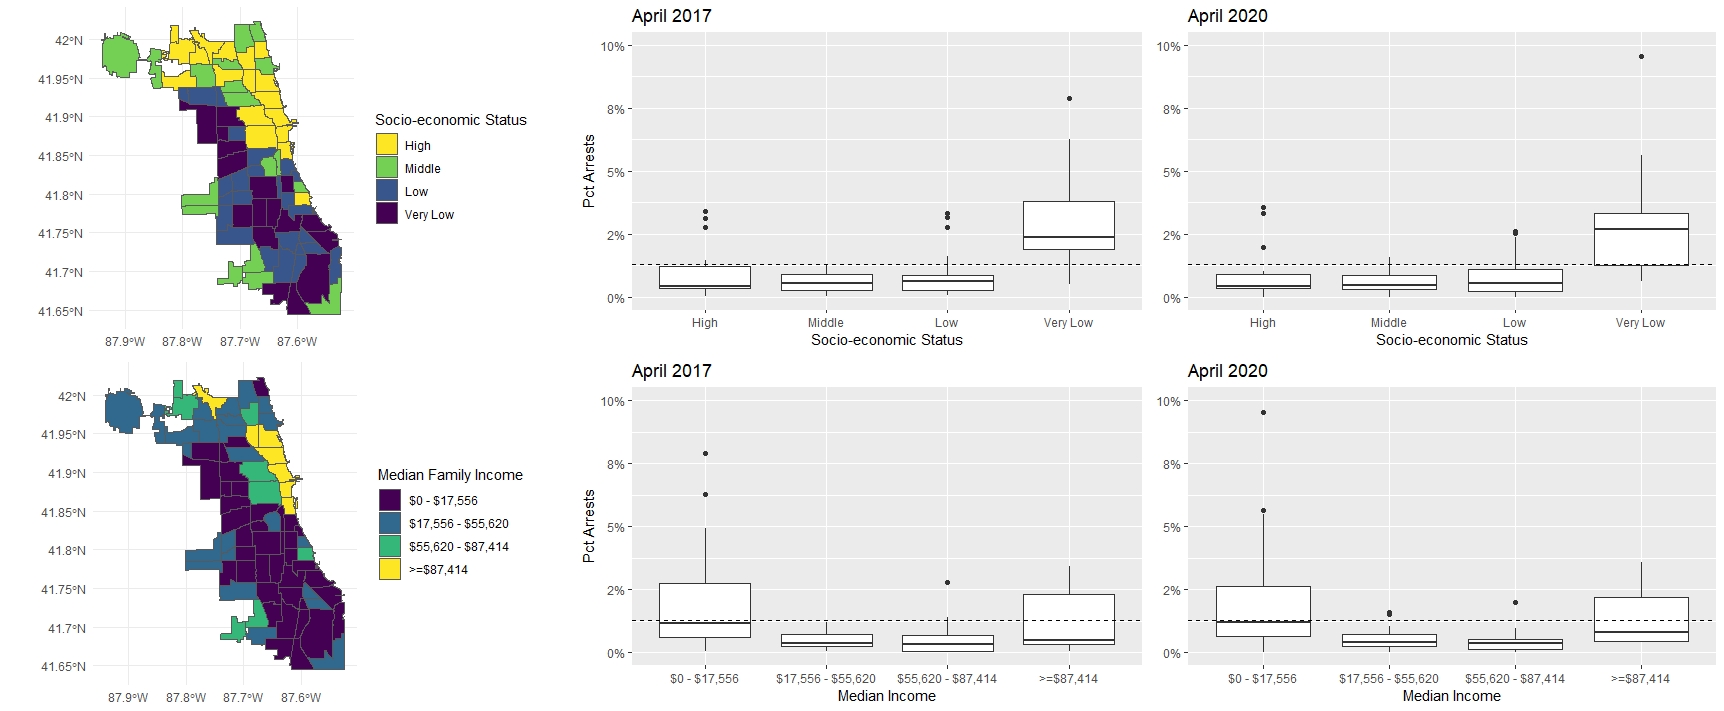 42°N
41.95°N
41.9°N
41.85°N
41.8°N
41.75°N
41.7°N
41.65°N
87.9°W 87.8°W 87.7°W 87.6°W
Socio-economic Status
High
Middle
Low
Very Low
April 2017
Pct Arrests
10%
8%
5%
2%
0%
High Middle Low Very Low
Socio-economic Status
April 2020
10%
8%
5%
2%
0%
High Middle Low Very Low
Socio-economic Status
42°N
41.95°N
41.9°N
41.85°N
41.8°N
41.75°N
41.7°N
41.65°N
87.9°W 87.8°W 87.7°W 87.6°W
Median Family Income
$0 - $17,556
$17,556 - $55,620
$55,620 - $87,414
>=$87,414
April 2017
Pct Arrests
10%
8%
5%
2%
0%
$0 - $17,556 $17,556 - $55,620 $55,620 - $87,414 >=$87,414
Median Income
April 2020
10%
8%
5%
2%
0%
$0 - $17,556 $17,556 - $55,620 $55,620 - $87,414 >=$87,414
Median Income